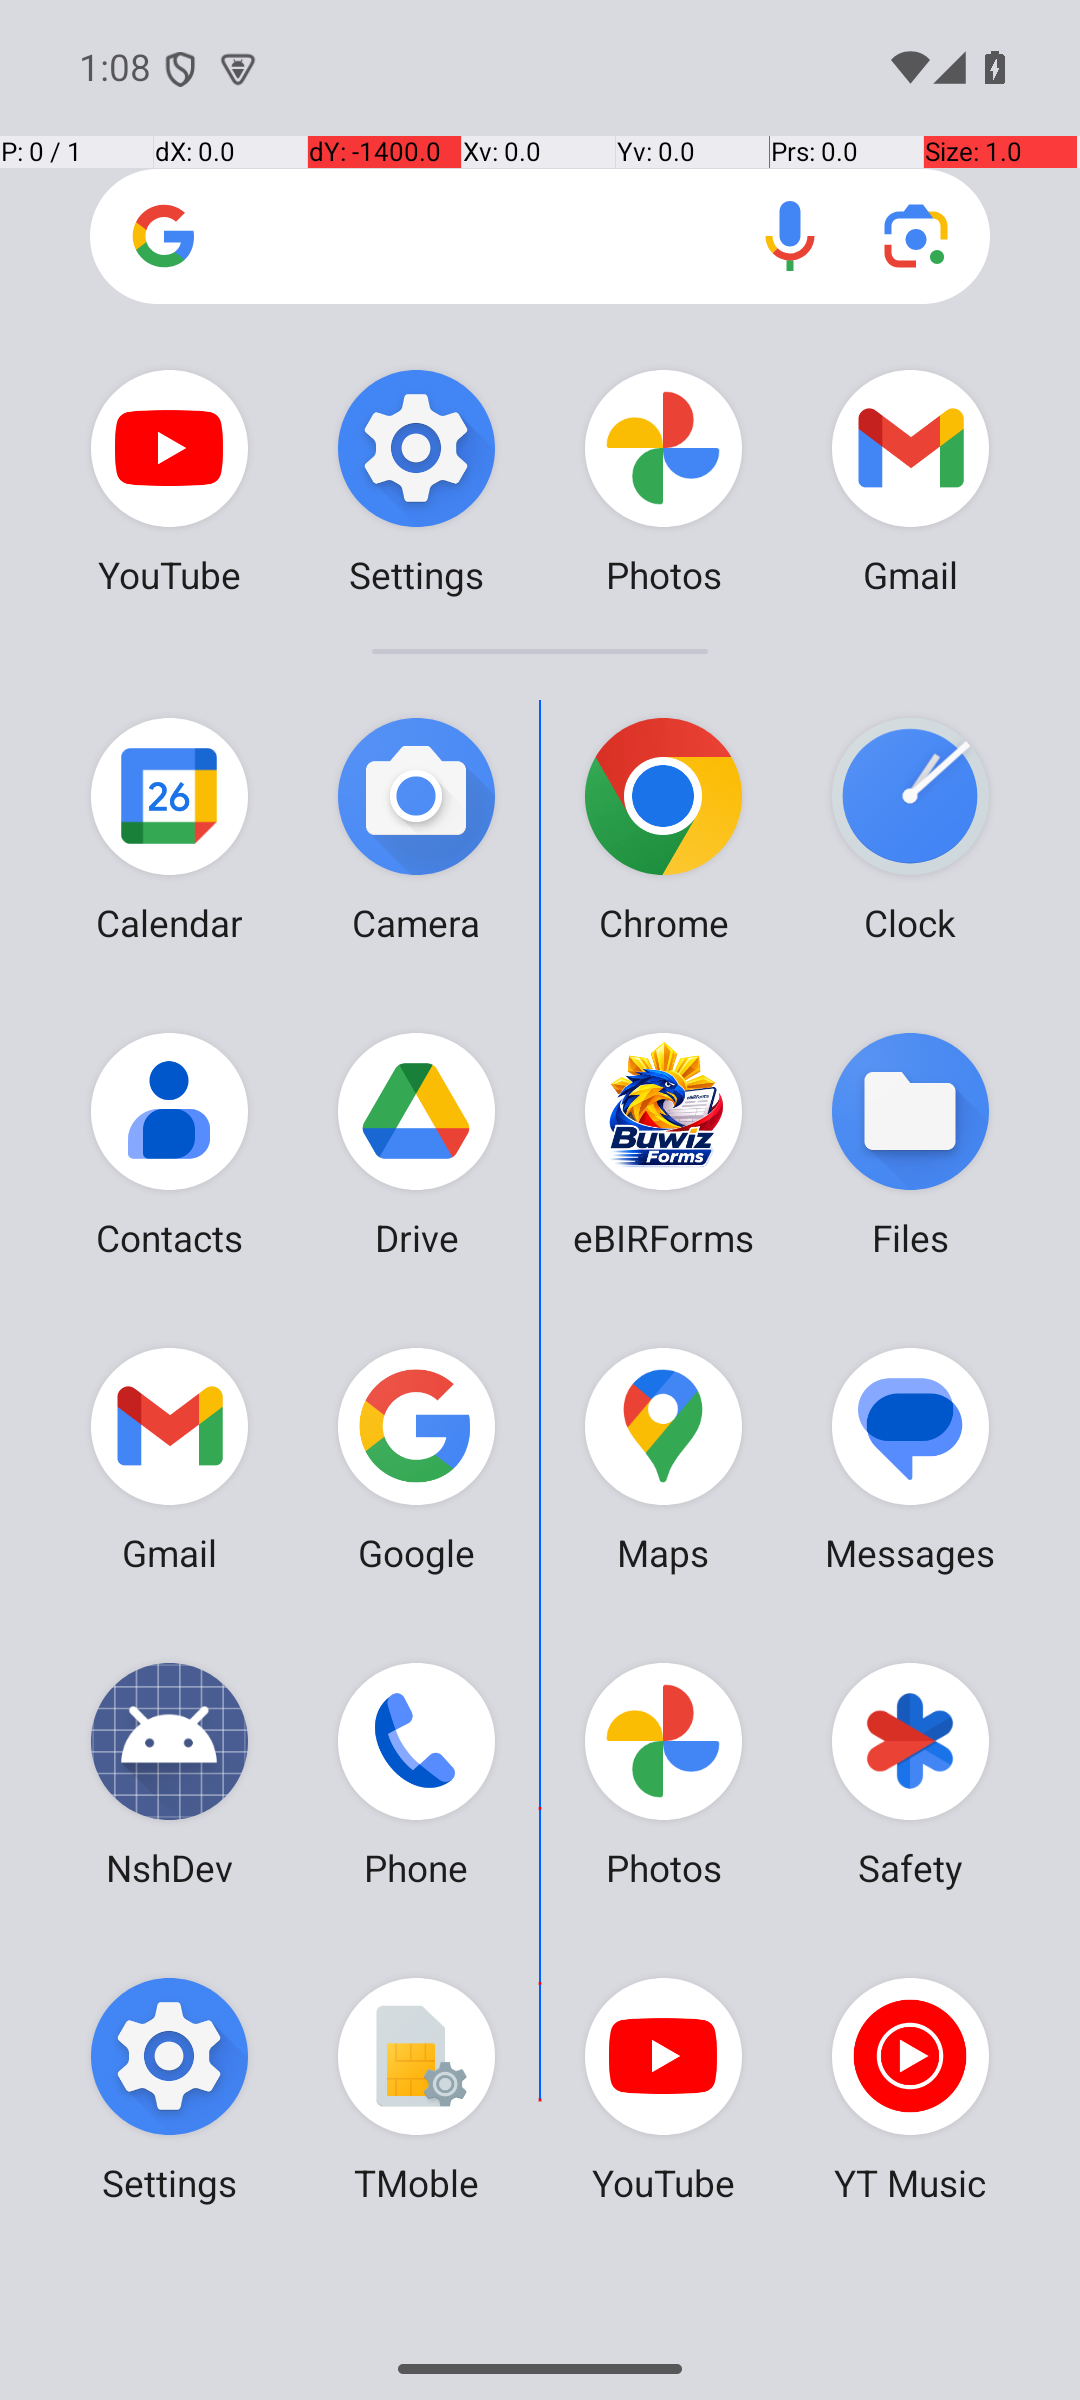 1:08
P: 0 / 1 dX: 0.0 dY: -1400.0 Xv: 0.0 Yv: 0.0 Prs: 0.0 Size: 1.0
YouTube Settings Photos Gmail
26
Calendar Camera Chrome Clock
Buwiz
Forms
Contacts Drive eBIRForms Files
Gmail Google Maps Messages
NshDev Phone Photos Safety
Settings TMoble YouTube YT Music